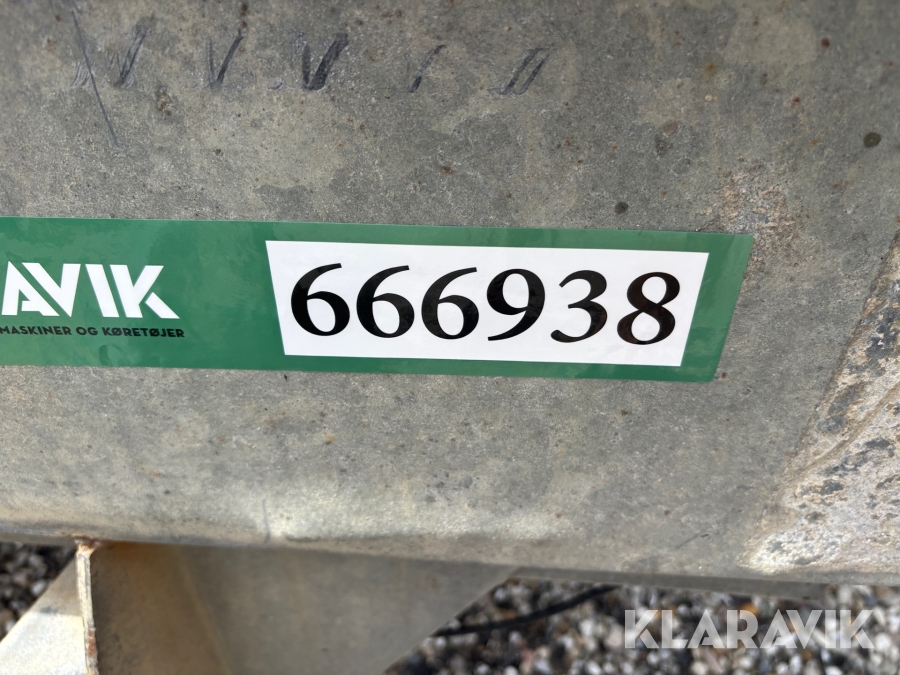 AVIK
MASKINER OG KØRETØJER
666938
KLARAVIK